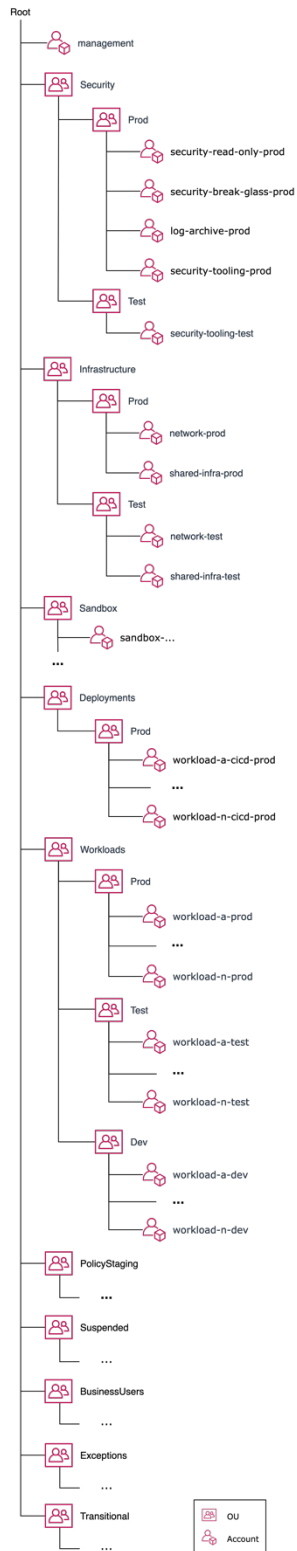 Root
management
Security
Prod
security-read-only-prod
security-break-glass-prod
log-archive-prod
security-tooling-prod
Test
security-tooling-test
Infrastructure
Prod
network-prod
shared-infra-prod
Test
network-test
shared-infra-test
Sandbox
sandbox-...
...
Deployments
Prod
workload-a-cicd-prod
...
workload-n-cicd-prod
Workloads
Prod
workload-a-prod
...
workload-n-prod
Test
workload-a-test
...
workload-n-test
Dev
workload-a-dev
...
workload-n-dev
PolicyStaging
...
Suspended
...
BusinessUsers
...
Exceptions
...
Transitional
...
OU
Account